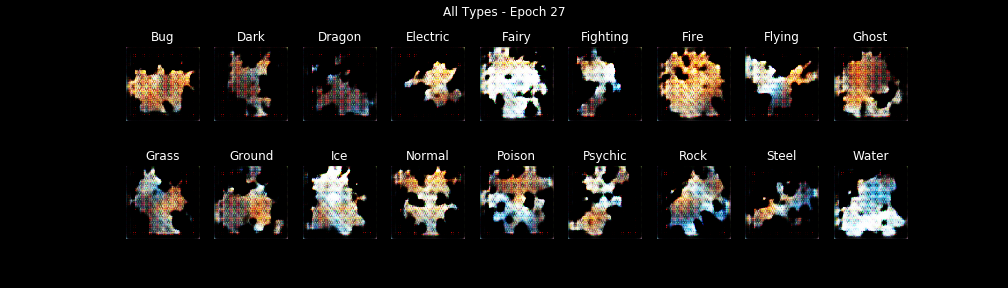 All Types - Epoch 27
Bug Dark Dragon Electric Fairy Fighting Fire Flying Ghost
Grass Ground Ice Normal Poison Psychic Rock Steel Water